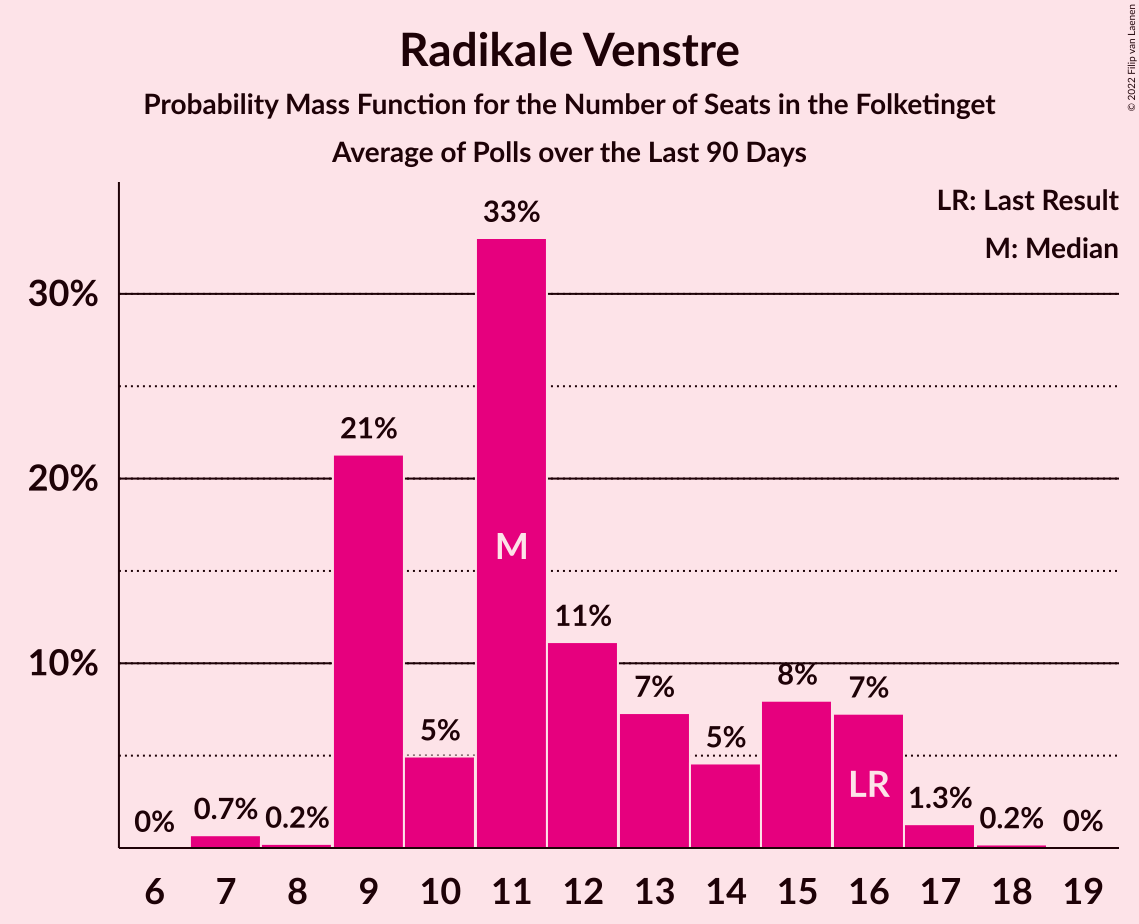 Radikale Venstre
Probability Mass Function for the Number of Seats in the Folketinget
Average of Polls over the Last 90 Days
© 2022 Filip van Laenen
LR: Last Result
M: Median
33%
30%
21%
20%
M
11%
10%
8%
7%
7%
5%
5%
LR
1.3%
0.7%
0.2%
0.2%
0%
0%
6 7 8 9 10 11 12 13 14 15 16 17 18 19